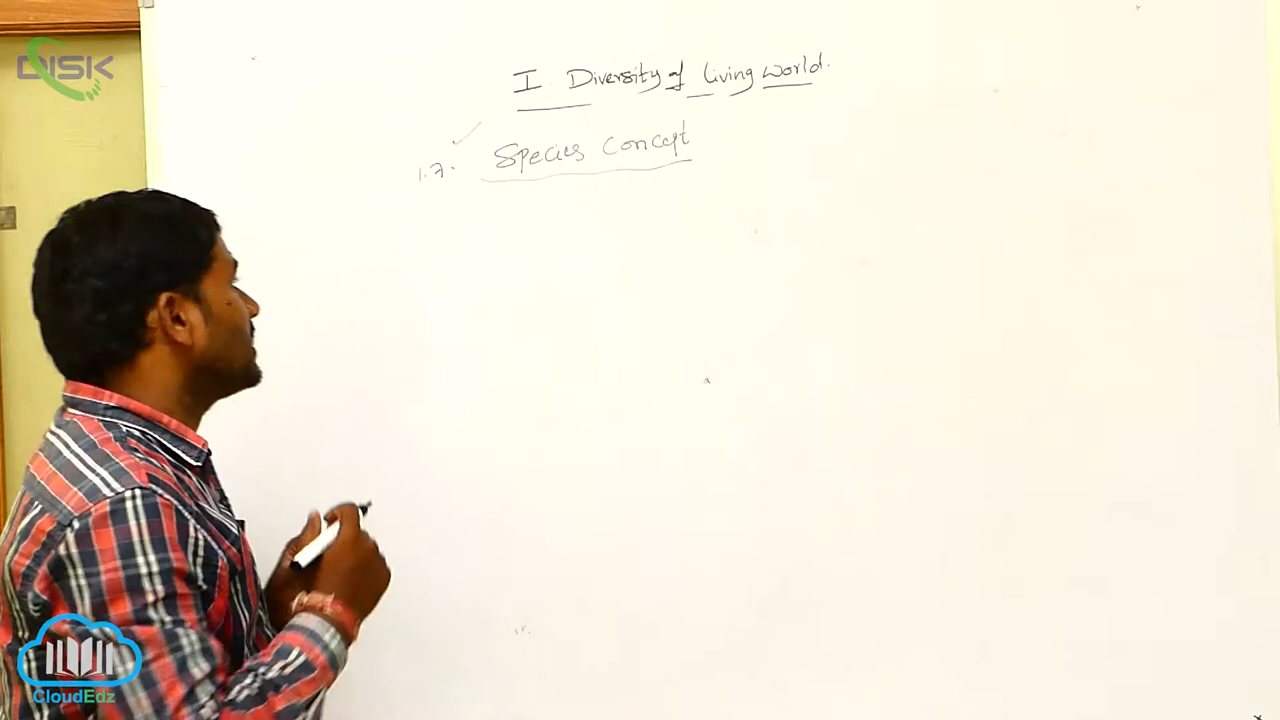 DISK
I. Diversity of living world.
1.7. Species concept
CloudEdz